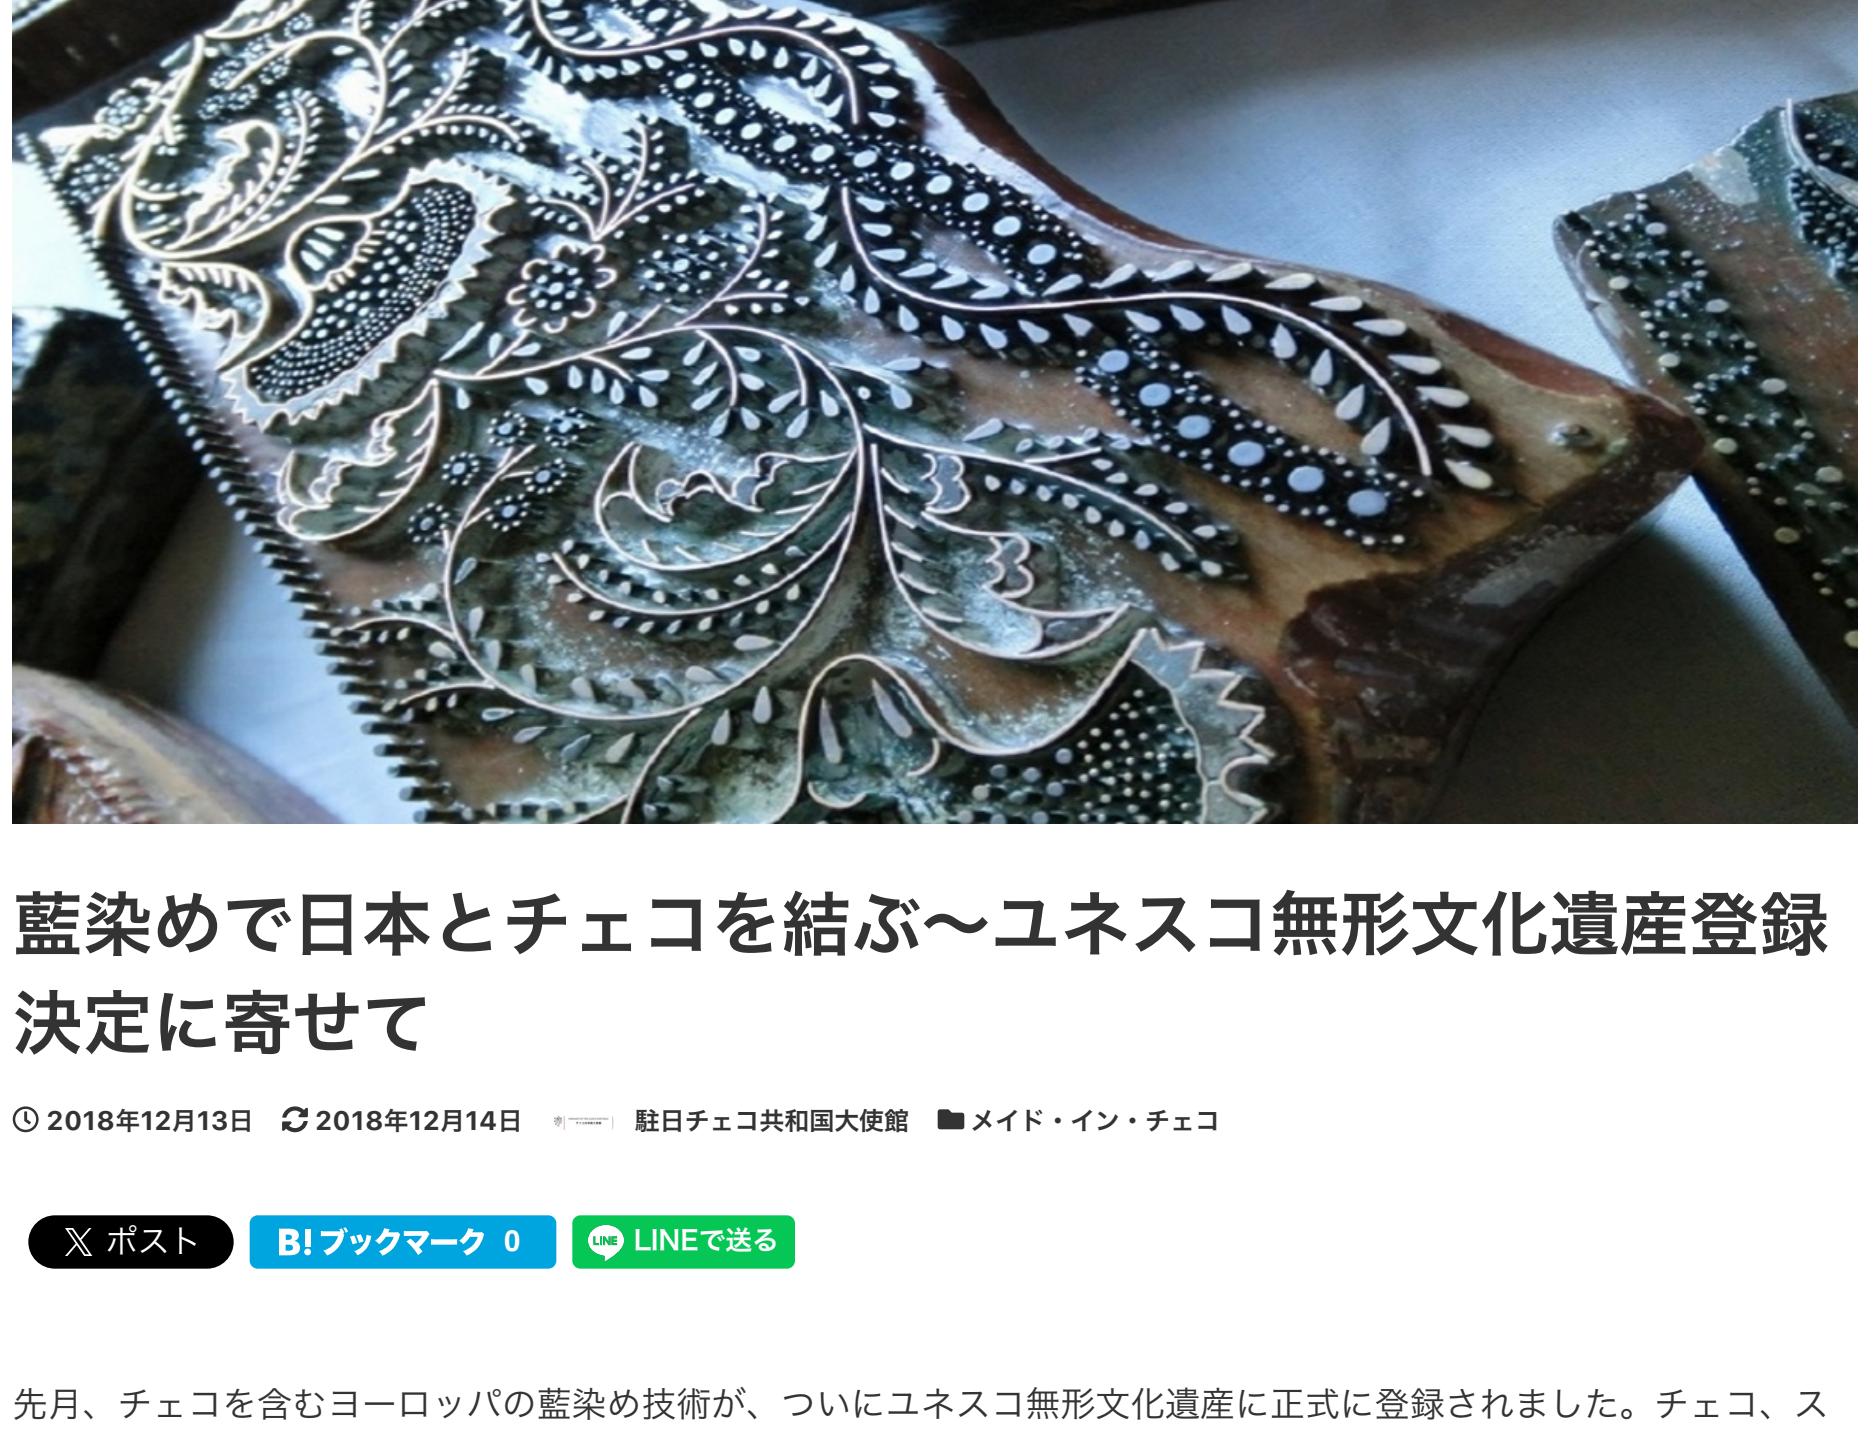 藍染めで日本とチェコを結ぶ〜ユネスコ無形文化遺産登録
決定に寄せて
2018年12月13日 2018年12月14日 駐日チェコ共和国大使館 メイド・イン・チェコ
X ポスト B!ブックマーク 0 LINE LINEで送る
先月、チェコを含むヨーロッパの藍染め技術が、ついにユネスコ無形文化遺産に正式に登録されました。チェコ、ス